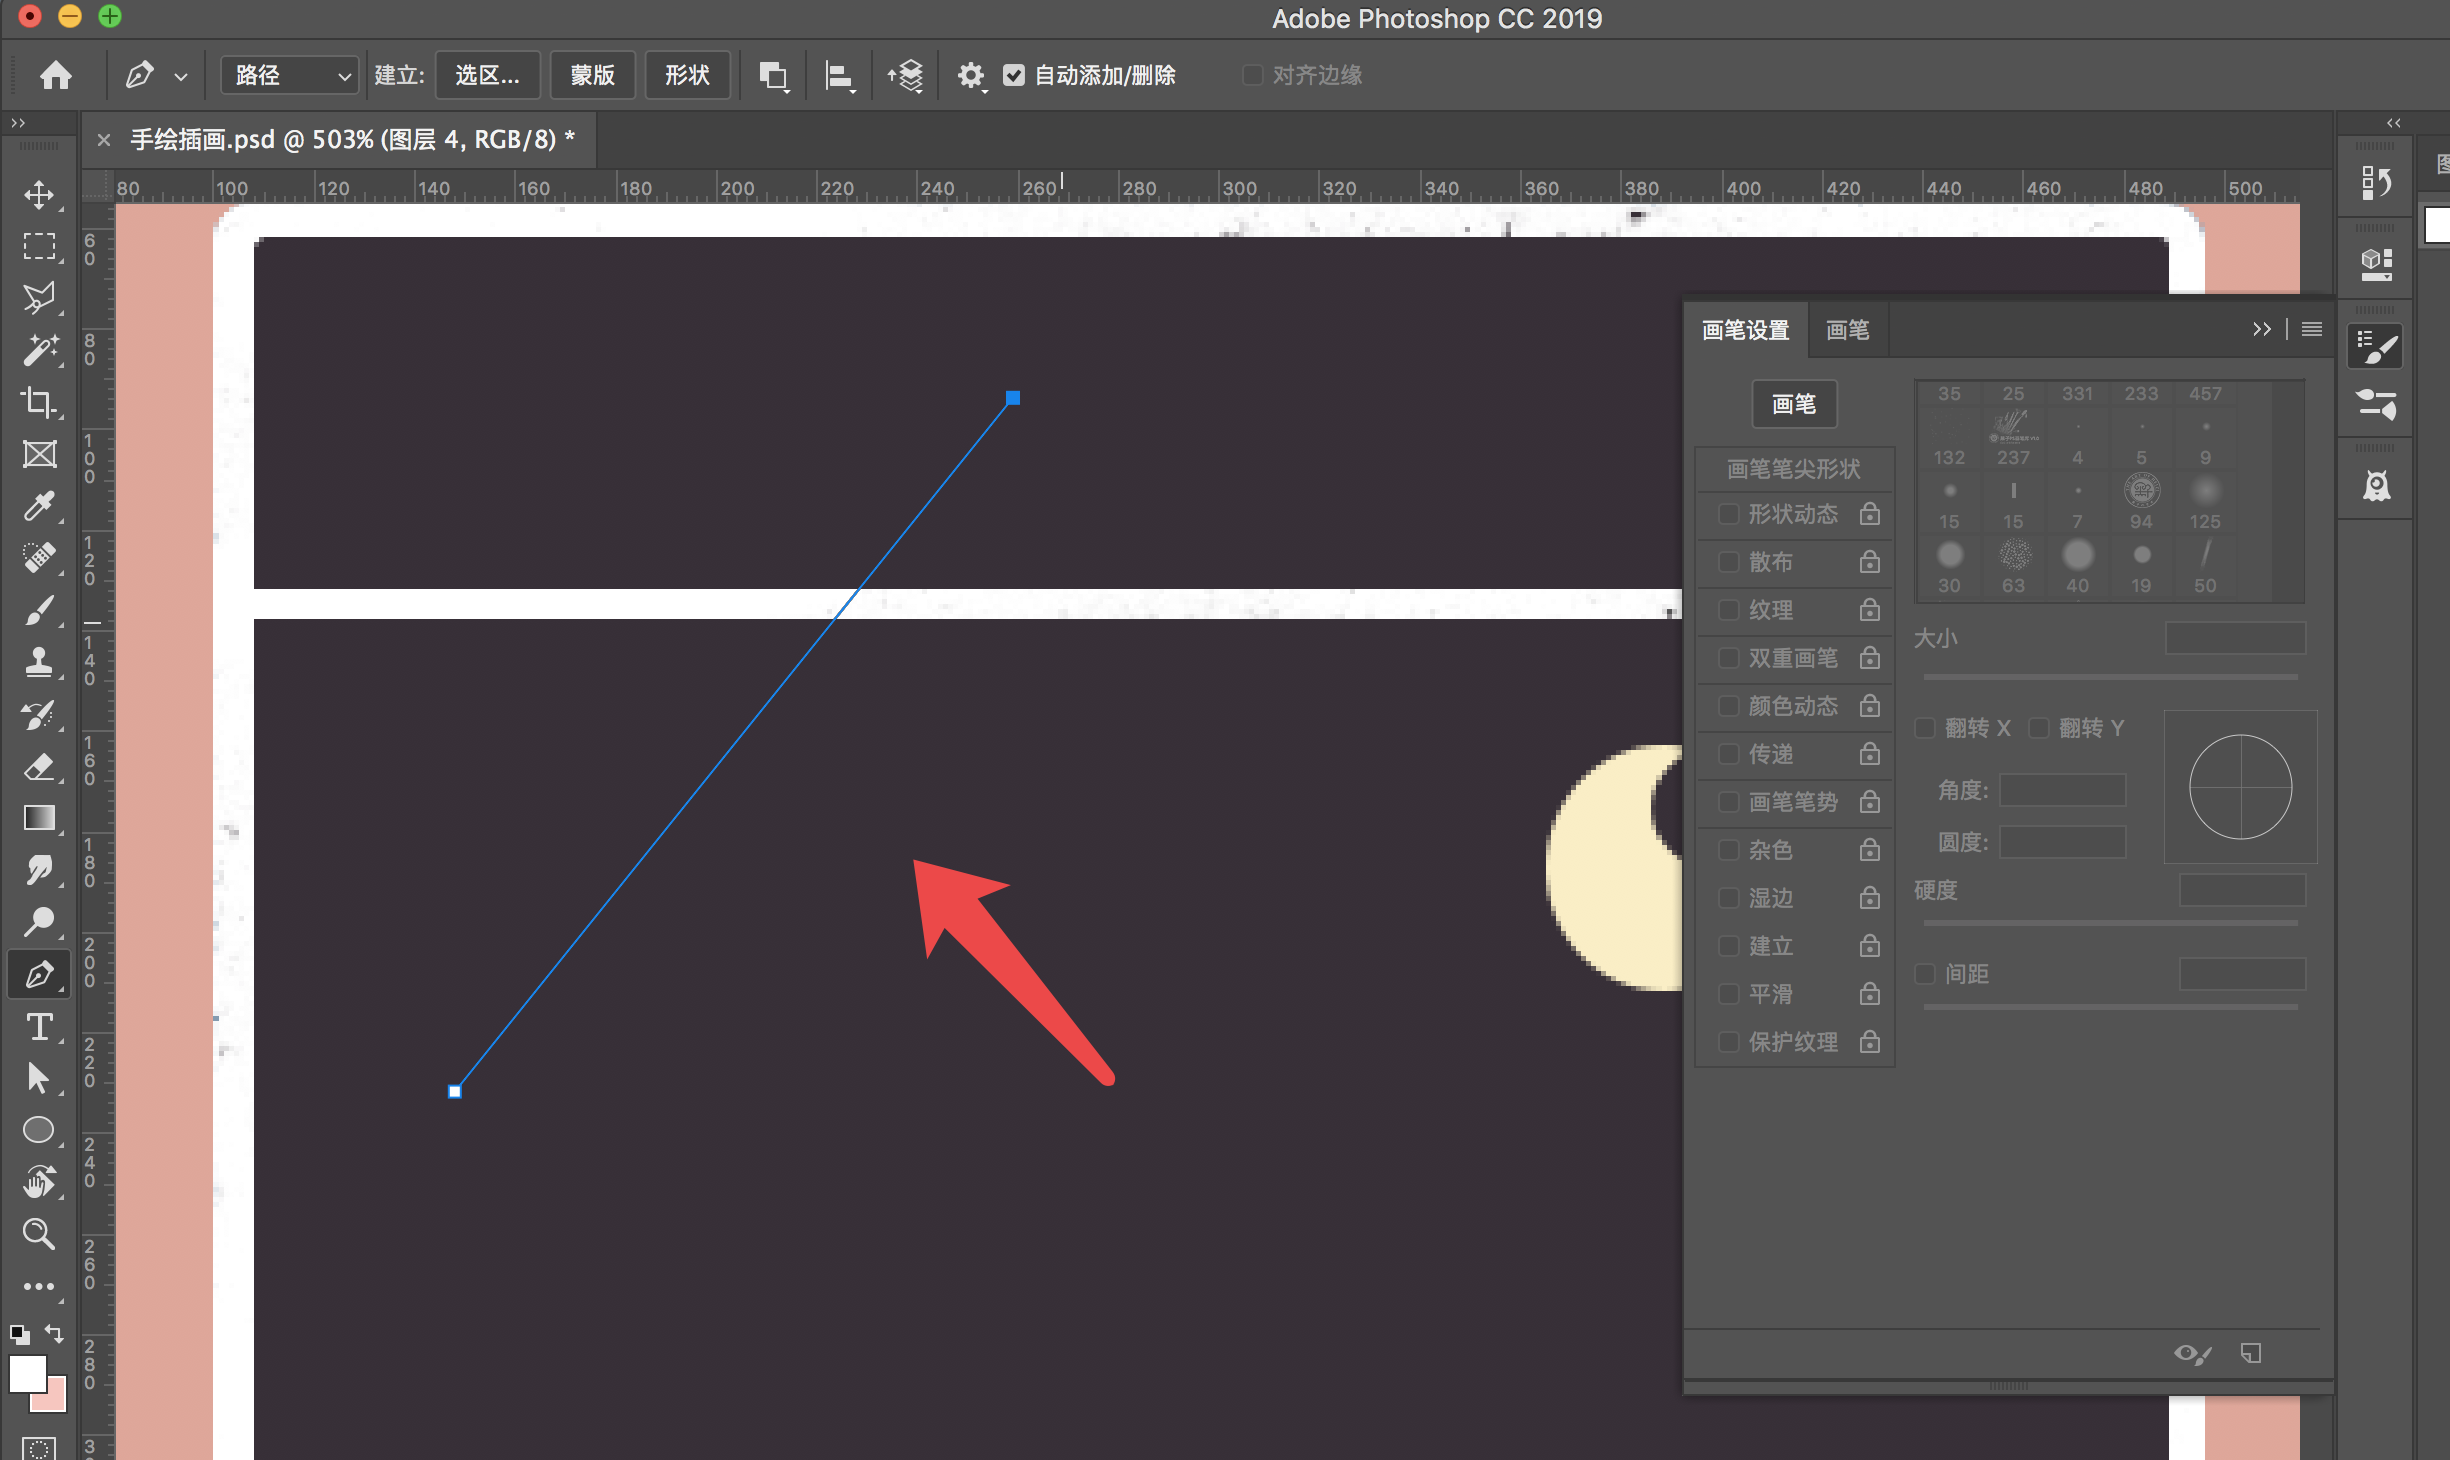 Adobe Photoshop CC 2019
路径 建立: 选区... 蒙版 形状 自动添加/删除 对齐边缘
手绘插画.psd @ 503% (图层 4, RGB/8) *
80 100 120 140 160 180 200 220 240 260 280 300 320 340 360 380 400 420 440 460 480 500
60
80
100
120
140
160
180
200
220
240
260
280
3
画笔设置 画笔
画笔
画笔笔尖形状
形状动态
散布
纹理
双重画笔
颜色动态
传递
画笔笔势
杂色
湿边
建立
平滑
保护纹理
35 25 331 233 457
132 237 4 5 9
15 15 7 94 125
30 63 40 19 50
大小
翻转 X 翻转 Y
角度:
圆度:
硬度
间距